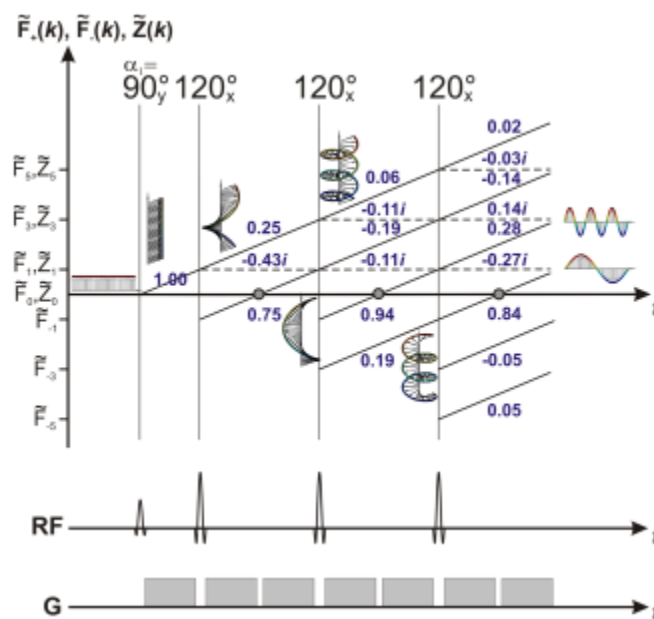 F̃₊(k), F̃₋(k), Z̃(k)
αᵢ=
90°y 120°x 120°x 120°x
0.02
F̃₅,Z̃₅
0.06
-0.03i
-0.14
F̃₃,Z̃₃
0.25
-0.11i
0.14i
-0.19
0.28
F̃₁,Z̃₁
1.00
-0.43i
-0.11i
-0.27i
F̃₀,Z̃₀
F̃₋₁
0.75
0.94
0.84
F̃₋₃
0.19
-0.05
F̃₋₅
0.05
RF
G